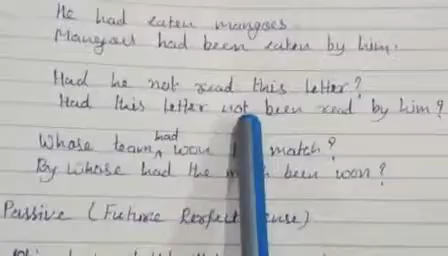 He had eaten mangoes.
Mangoes had been eaten by him.
Had he not read this letter?
Had this letter not been read by him?
Whose team had won match?
By whose had the been won?
Passive (Future Perfect